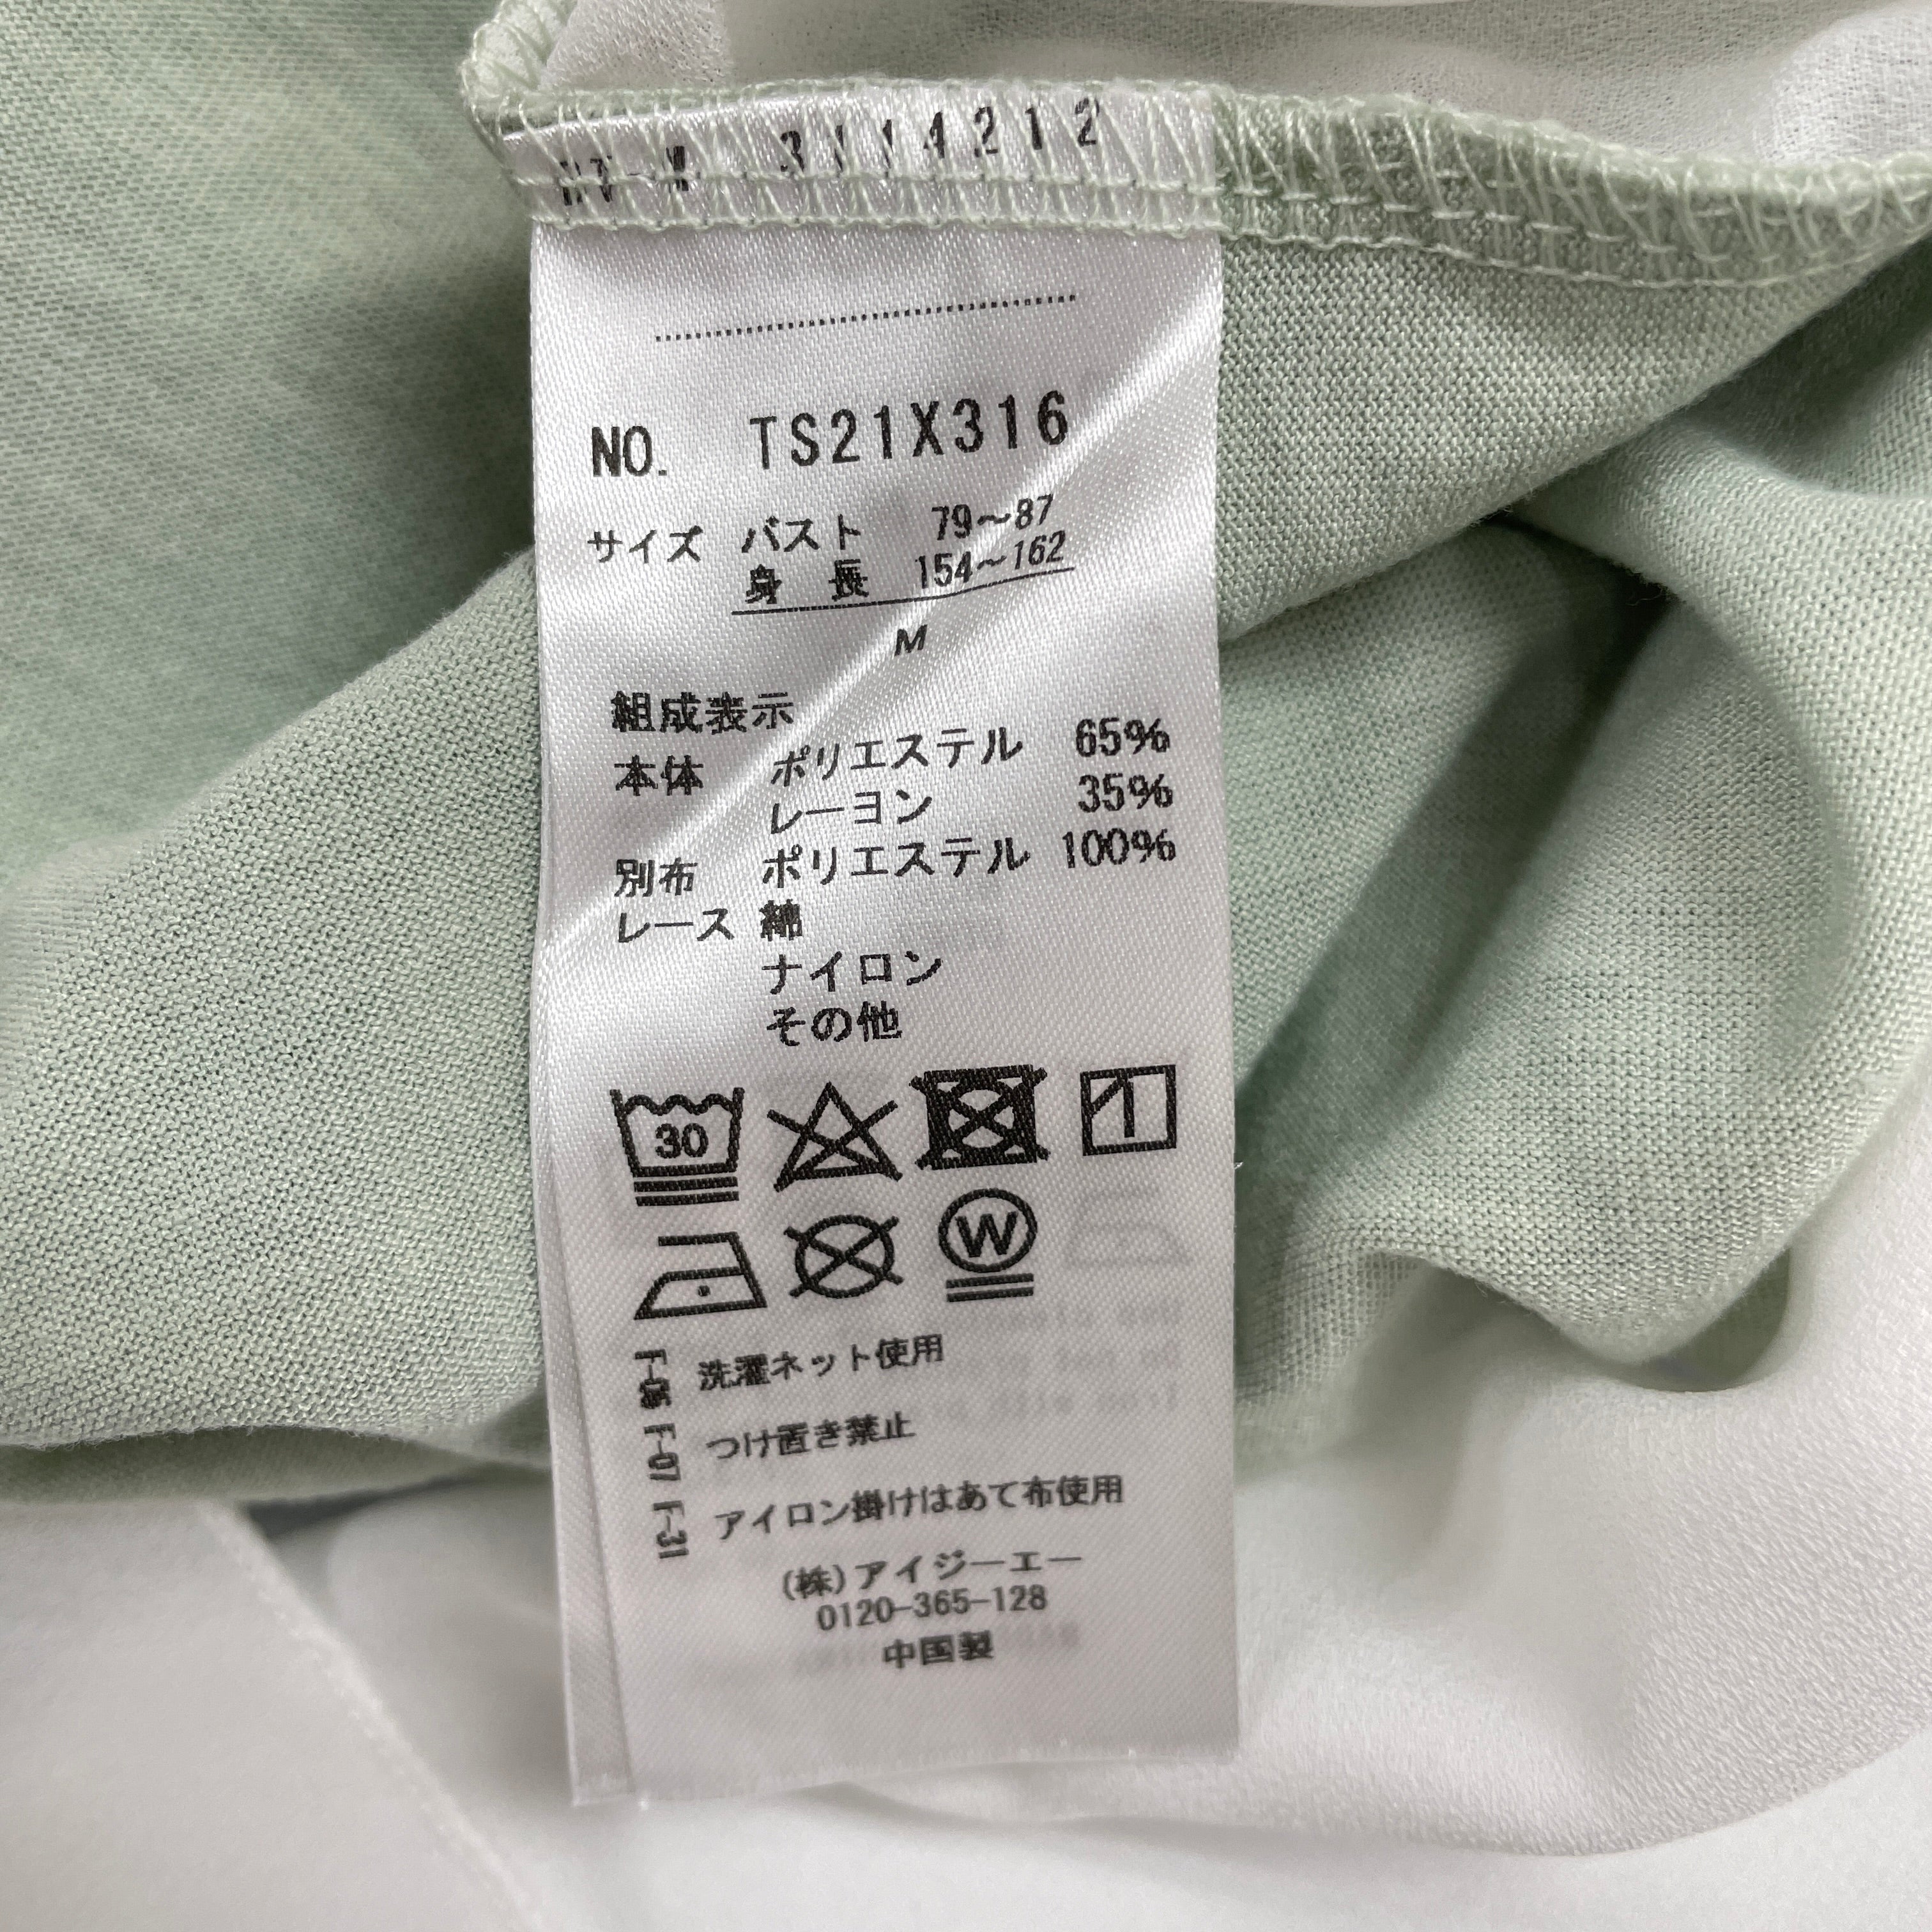 3114212
NO. TS21X316
サイズ バスト 79〜87
身 長 154〜162
M
組成表示
本体 ポリエステル 65%
レーヨン 35%
別布 ポリエステル 100%
レース 綿
ナイロン
その他
30
W
F-06 洗濯ネット使用
F-07 つけ置き禁止
F-31 アイロン掛けはあて布使用
(株)アイジーエー
0120-365-128
中国製